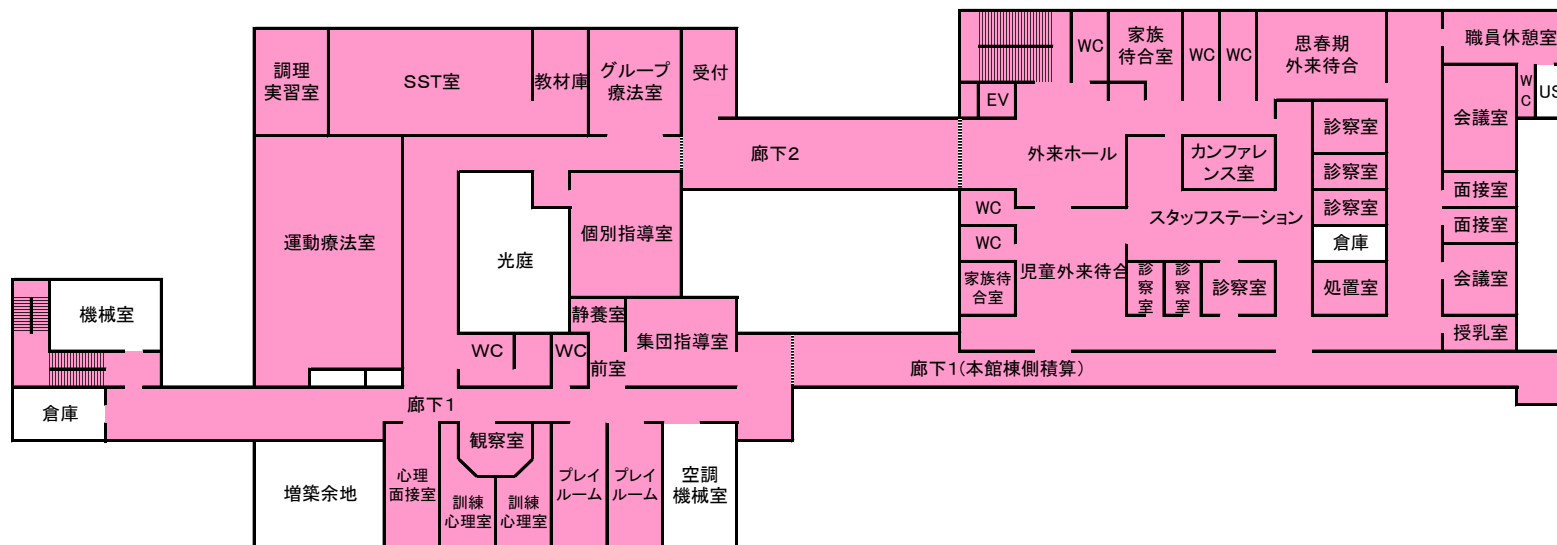 調理
実習室
SST室
教材庫
グループ
療法室
受付
WC
家族
待合室
WC
WC
思春期
外来待合
職員休憩室
EV
W
C
US
廊下2
外来ホール
カンファレ
ンス室
診察室
会議室
診察室
面接室
運動療法室
光庭
個別指導室
WC
スタッフステーション
診察室
面接室
WC
倉庫
機械室
静養室
集団指導室
家族待
合室
児童外来待合
診
察
室
診
察
室
診察室
処置室
会議室
WC
WC
前室
授乳室
廊下1(本館棟側積算)
倉庫
廊下1
観察室
増築余地
心理
面接室
訓練
心理室
訓練
心理室
プレイ
ルーム
プレイ
ルーム
空調
機械室